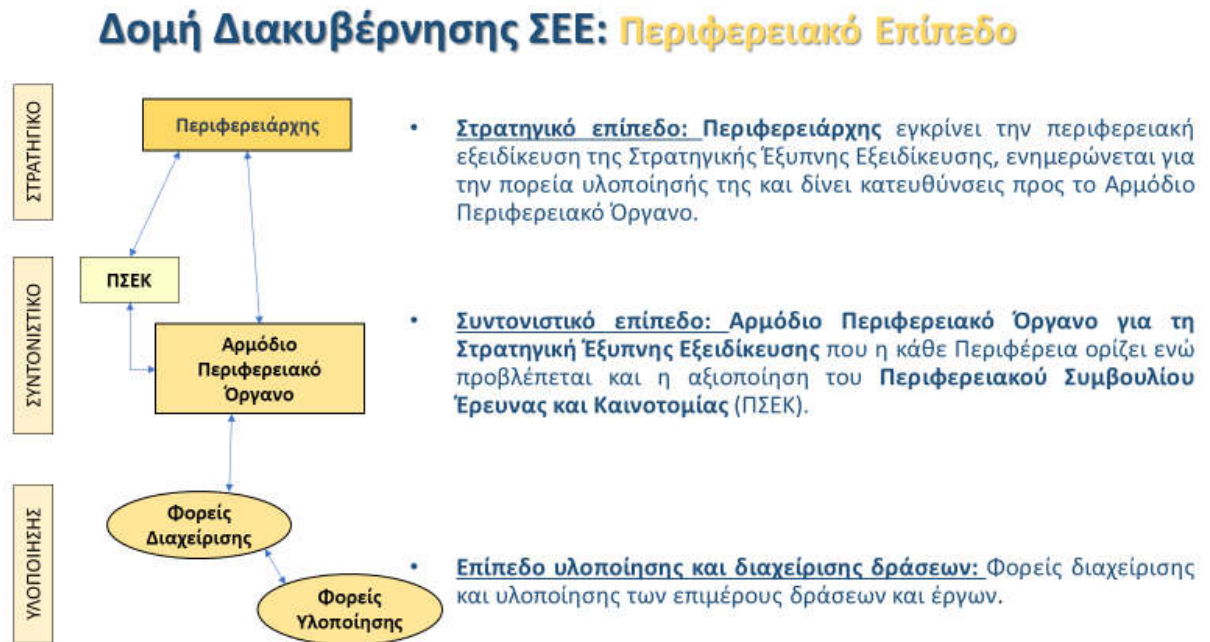 Δομή Διακυβέρνησης ΣΕΕ: Περιφερειακό Επίπεδο
ΣΤΡΑΤΗΓΙΚΟ
Περιφερειάρχης
• Στρατηγικό επίπεδο: Περιφερειάρχης εγκρίνει την περιφερειακή
εξειδίκευση της Στρατηγικής Έξυπνης Εξειδίκευσης, ενημερώνεται για
την πορεία υλοποίησής της και δίνει κατευθύνσεις προς το Αρμόδιο
Περιφερειακό Όργανο.
ΣΥΝΤΟΝΙΣΤΙΚΟ
ΠΣΕΚ
Αρμόδιο
Περιφερειακό
Όργανο
• Συντονιστικό επίπεδο: Αρμόδιο Περιφερειακό Όργανο για τη
Στρατηγική Έξυπνης Εξειδίκευσης που η κάθε Περιφέρεια ορίζει ενώ
προβλέπεται και η αξιοποίηση του Περιφερειακού Συμβουλίου
Έρευνας και Καινοτομίας (ΠΣΕΚ).
ΥΛΟΠΟΙΗΣΗΣ
Φορείς
Διαχείρισης
Φορείς
Υλοποίησης
• Επίπεδο υλοποίησης και διαχείρισης δράσεων: Φορείς διαχείρισης
και υλοποίησης των επιμέρους δράσεων και έργων.